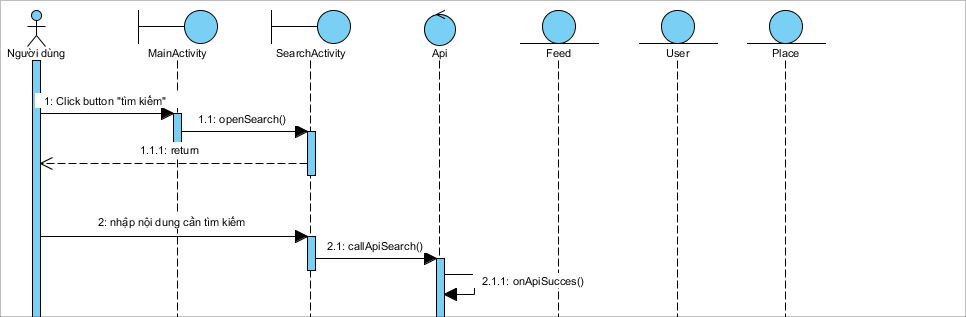 Người dùng
MainActivity
SearchActivity
Api
Feed
User
Place
1: Click button "tìm kiếm"
1.1: openSearch()
1.1.1: return
2: nhập nội dung cần tìm kiếm
2.1: callApiSearch()
2.1.1: onApiSucces()